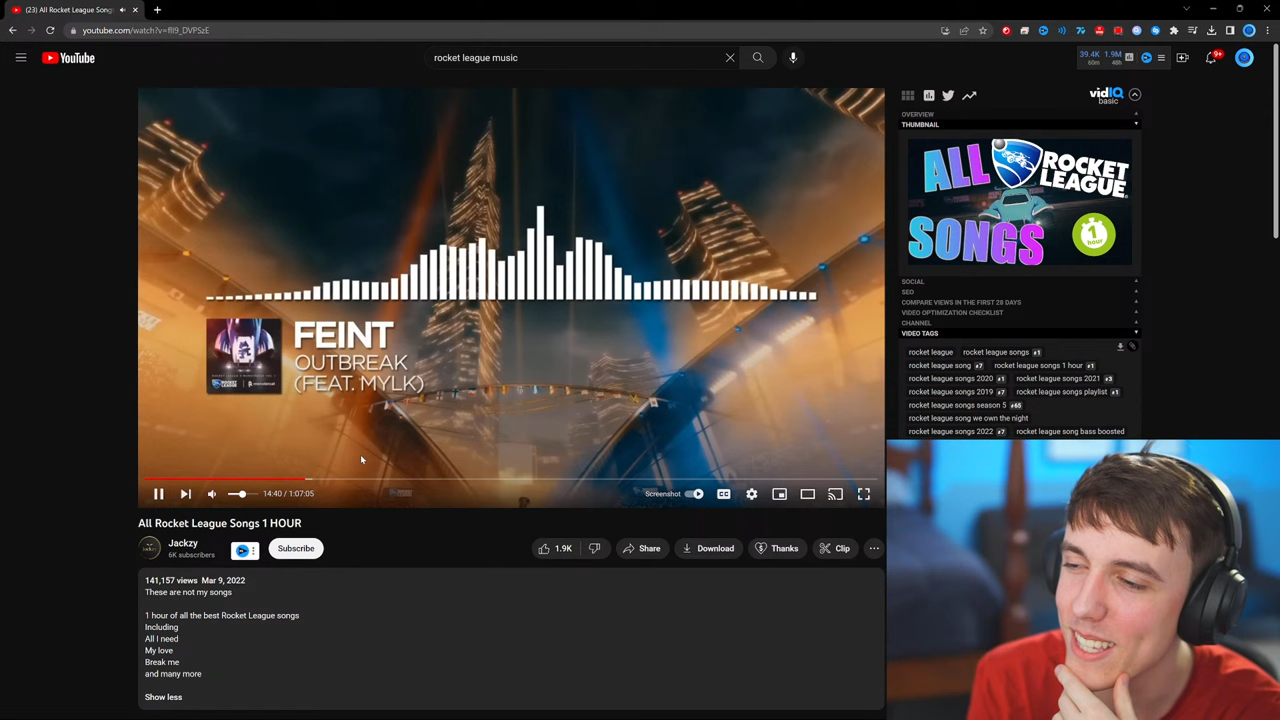 (23) All Rocket League Songs
youtube.com/watch?v=fIl9_DVPSzE
YouTube
rocket league music
39.4K 1.9M
60m 48h
9+
vidIQ
basic
OVERVIEW
THUMBNAIL
ALL ROCKET LEAGUE
SONGS 1 hour
FEINT
OUTBREAK
(FEAT. MYLK)
SOCIAL
SEO
COMPARE VIEWS IN THE FIRST 28 DAYS
VIDEO OPTIMIZATION CHECKLIST
CHANNEL
VIDEO TAGS
rocket league rocket league songs #1
rocket league song #7 rocket league songs 1 hour #1
rocket league songs 2020 #1 rocket league songs 2021 #3
rocket league songs 2019 #9 rocket league songs playlist #1
rocket league songs season 5 #65
rocket league song we own the night
rocket league songs 2022 #7 rocket league song bass boosted
14:40 / 1:07:05
Screenshot
CC
All Rocket League Songs 1 HOUR
Jackzy
6K subscribers
Subscribe
1.9K
Share
Download
Thanks
Clip
141,157 views Mar 9, 2022
These are not my songs
1 hour of all the best Rocket League songs
Including
All I need
My love
Break me
and many more
Show less